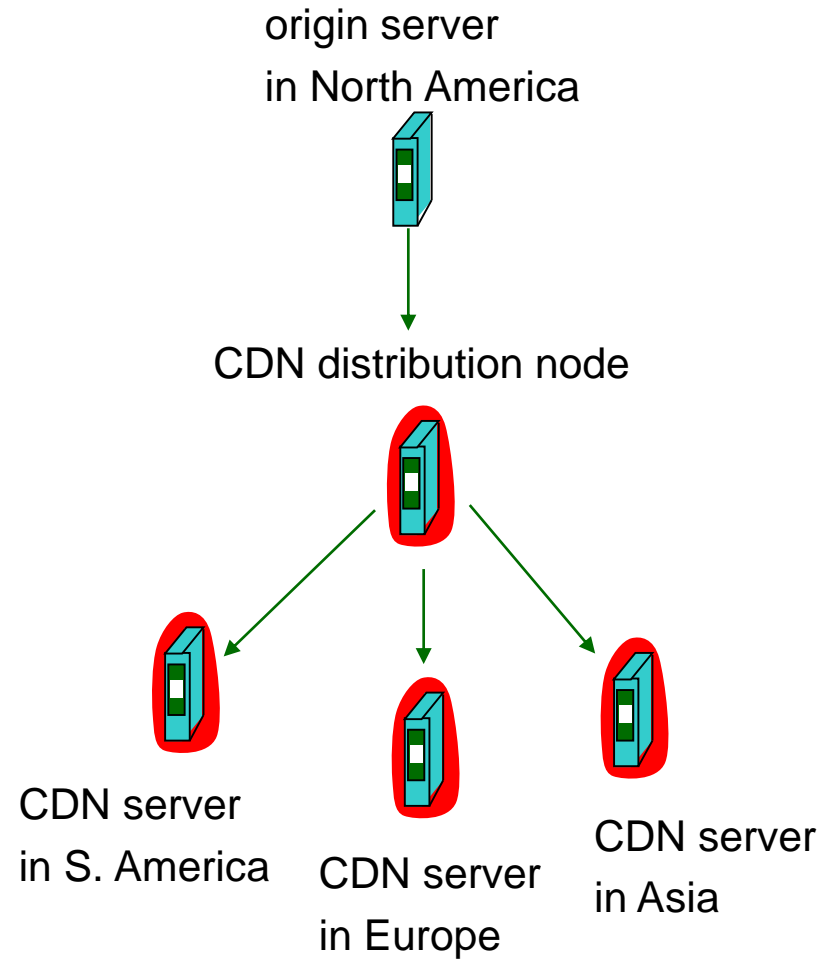 origin server
in North America
CDN distribution node
CDN server
in S. America
CDN server
in Europe
CDN server
in Asia